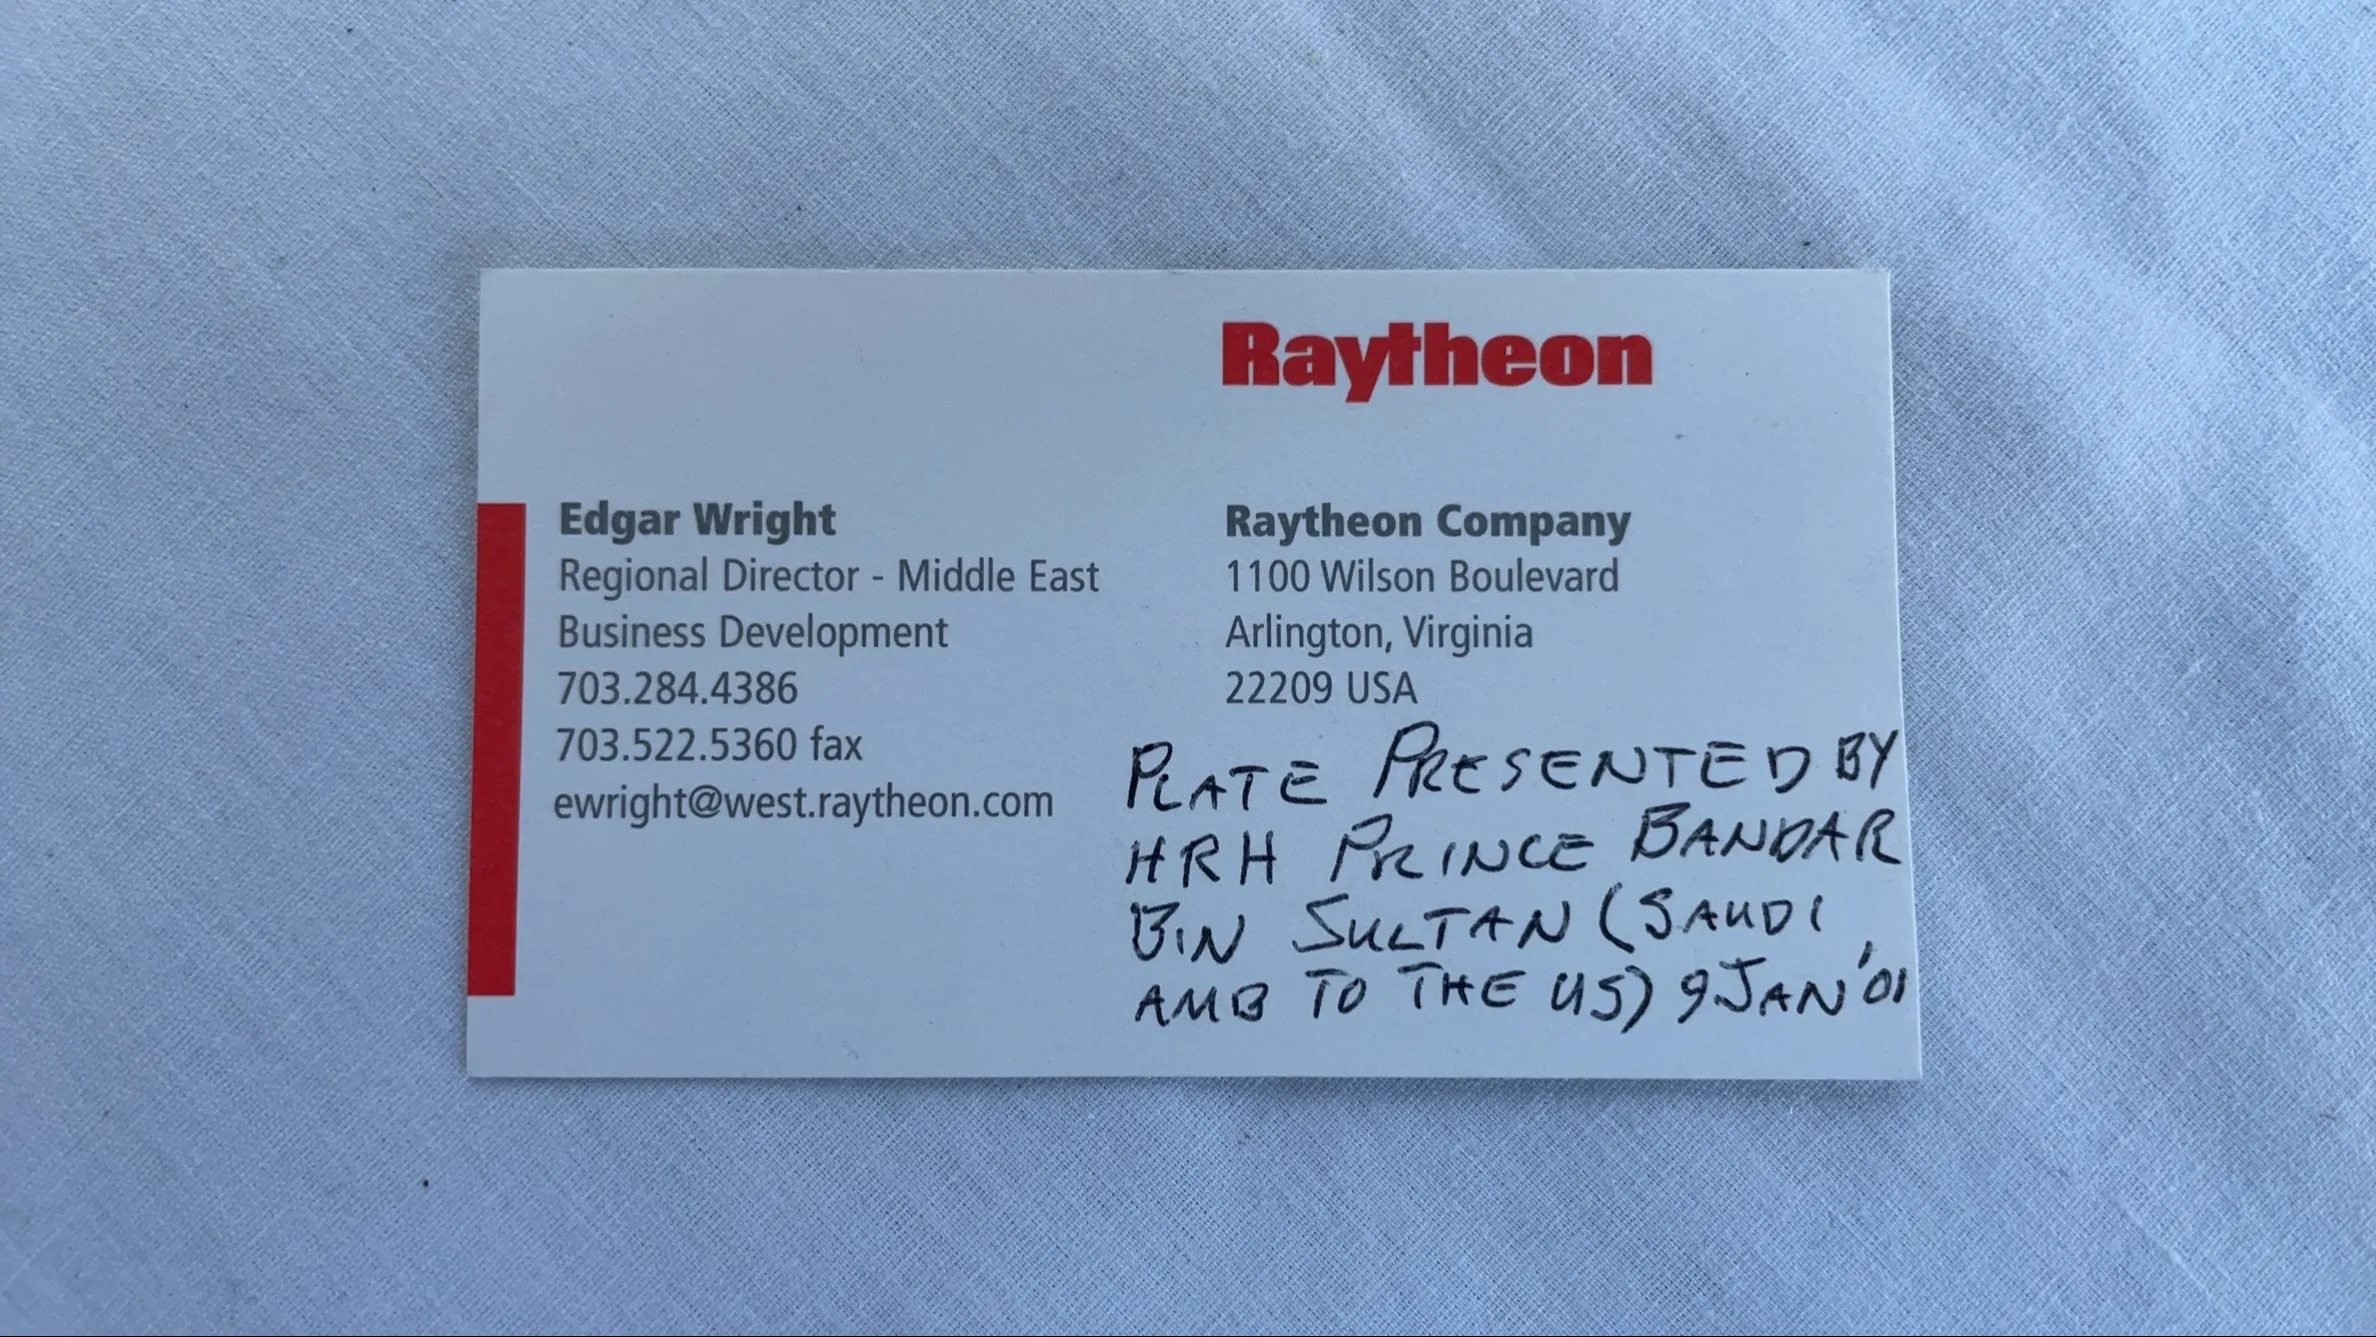 Raytheon
Edgar Wright
Regional Director - Middle East
Business Development
703.284.4386
703.522.5360 fax
ewright@west.raytheon.com
Raytheon Company
1100 Wilson Boulevard
Arlington, Virginia
22209 USA
PLATE PRESENTED BY
HRH PRINCE BANDAR
BIN SULTAN (SAUDI
AMB TO THE US) 9 JAN '01